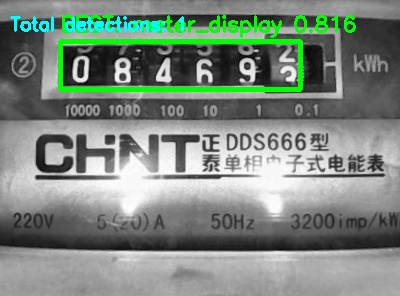 Total detections: 1
meter_display 0.816
② 0 8 4 6 9 2 kWh
10000 1000 100 10 1 0.1
CHNT 正泰 DDS666型
单相电子式电能表
220V 5(20)A 50Hz 3200imp/kW